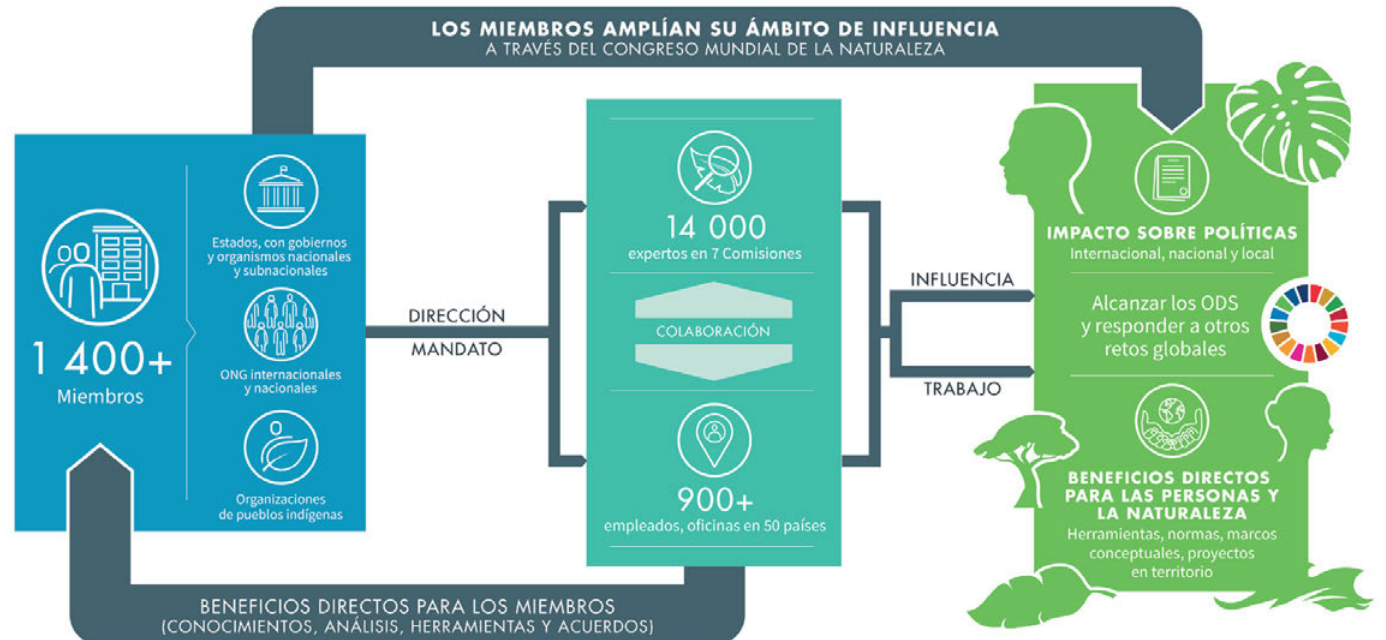 LOS MIEMBROS AMPLÍAN SU ÁMBITO DE INFLUENCIA
A TRAVÉS DEL CONGRESO MUNDIAL DE LA NATURALEZA
1 400+
Miembros
Estados, con gobiernos
y organismos nacionales
y subnacionales
ONG internacionales
y nacionales
Organizaciones
de pueblos indígenas
DIRECCIÓN
MANDATO
14 000
expertos en 7 Comisiones
COLABORACIÓN
900+
empleados, oficinas en 50 países
INFLUENCIA
TRABAJO
IMPACTO SOBRE POLÍTICAS
Internacional, nacional y local
Alcanzar los ODS
y responder a otros
retos globales
BENEFICIOS DIRECTOS
PARA LAS PERSONAS Y
LA NATURALEZA
Herramientas, normas, marcos
conceptuales, proyectos
en territorio
BENEFICIOS DIRECTOS PARA LOS MIEMBROS
(CONOCIMIENTOS, ANÁLISIS, HERRAMIENTAS Y ACUERDOS)